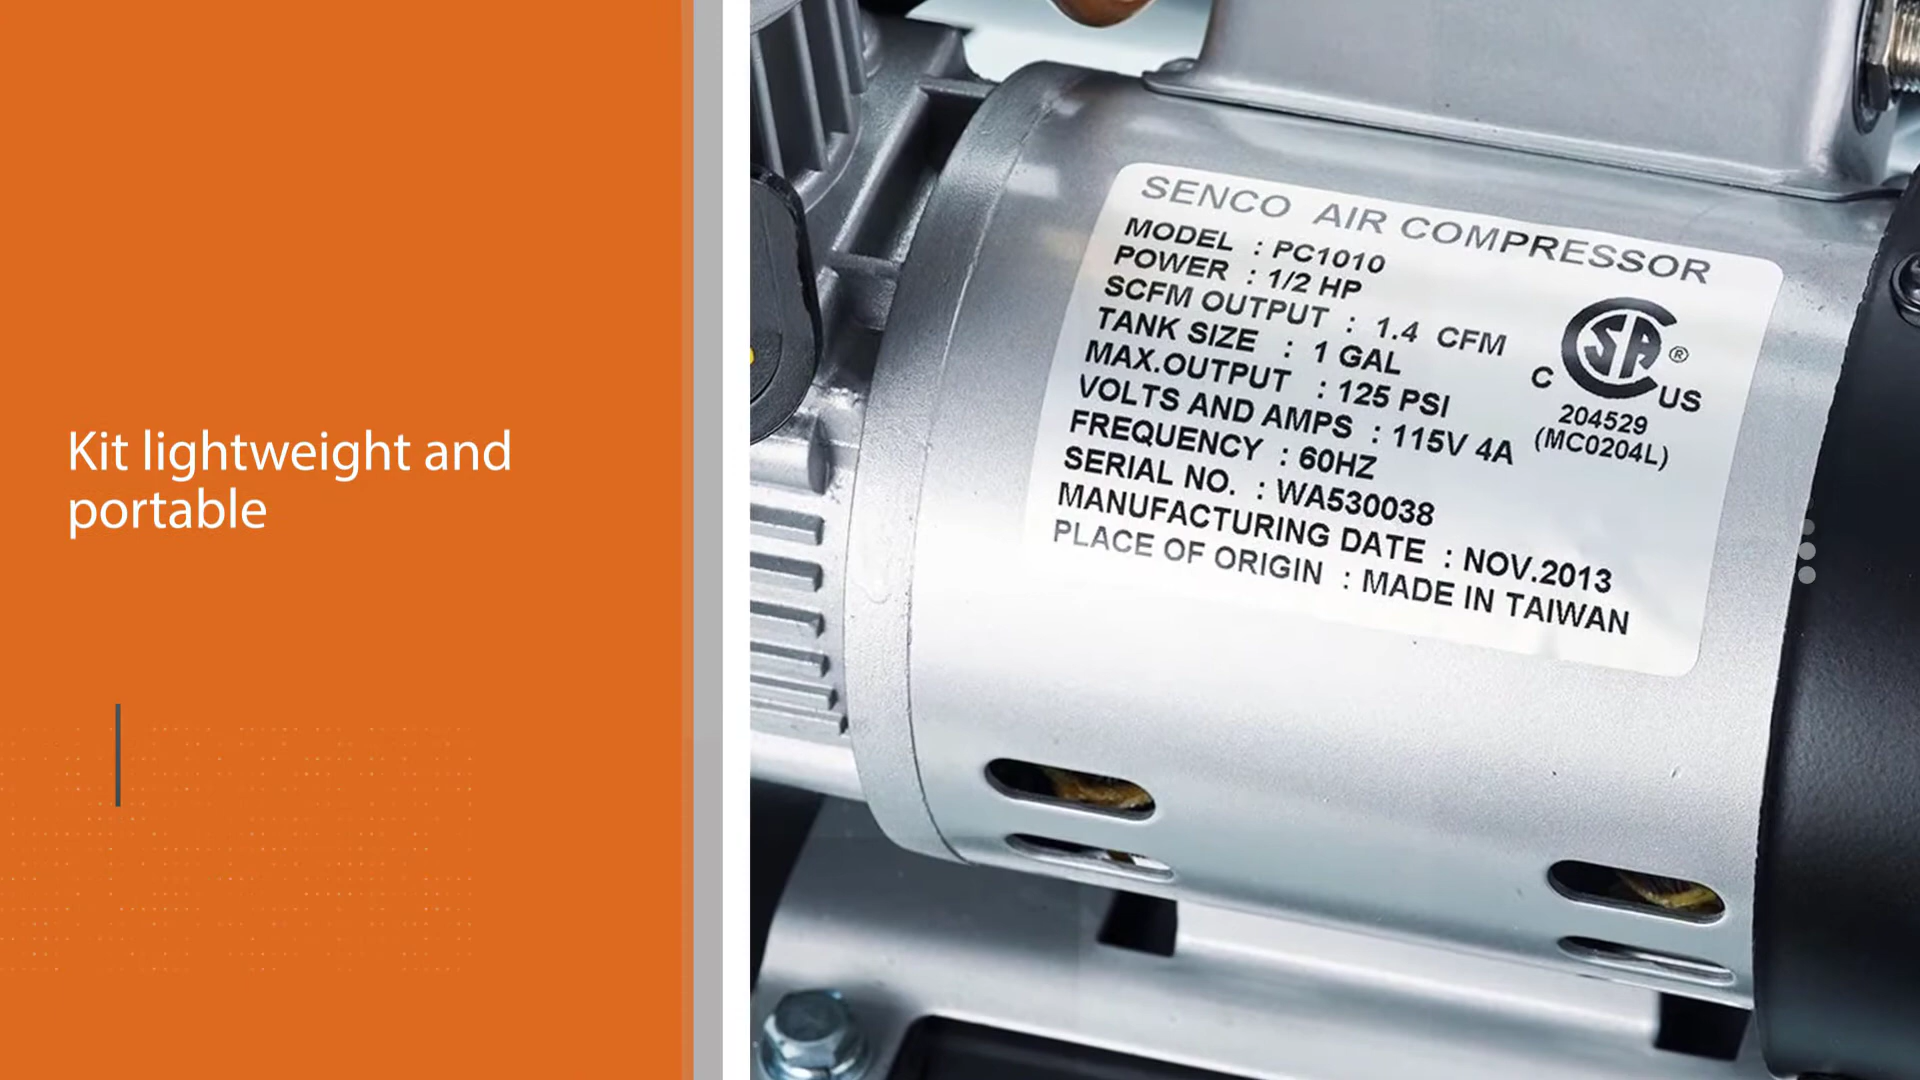 Kit lightweight and
portable
SENCO AIR COMPRESSOR
MODEL : PC1010
POWER : 1/2 HP
SCFM OUTPUT : 1.4 CFM
TANK SIZE : 1 GAL
MAX.OUTPUT : 125 PSI
VOLTS AND AMPS : 115V 4A
FREQUENCY : 60HZ
SERIAL NO. : WA530038
MANUFACTURING DATE : NOV.2013
PLACE OF ORIGIN : MADE IN TAIWAN
C SA ® US
204529
(MC0204L)